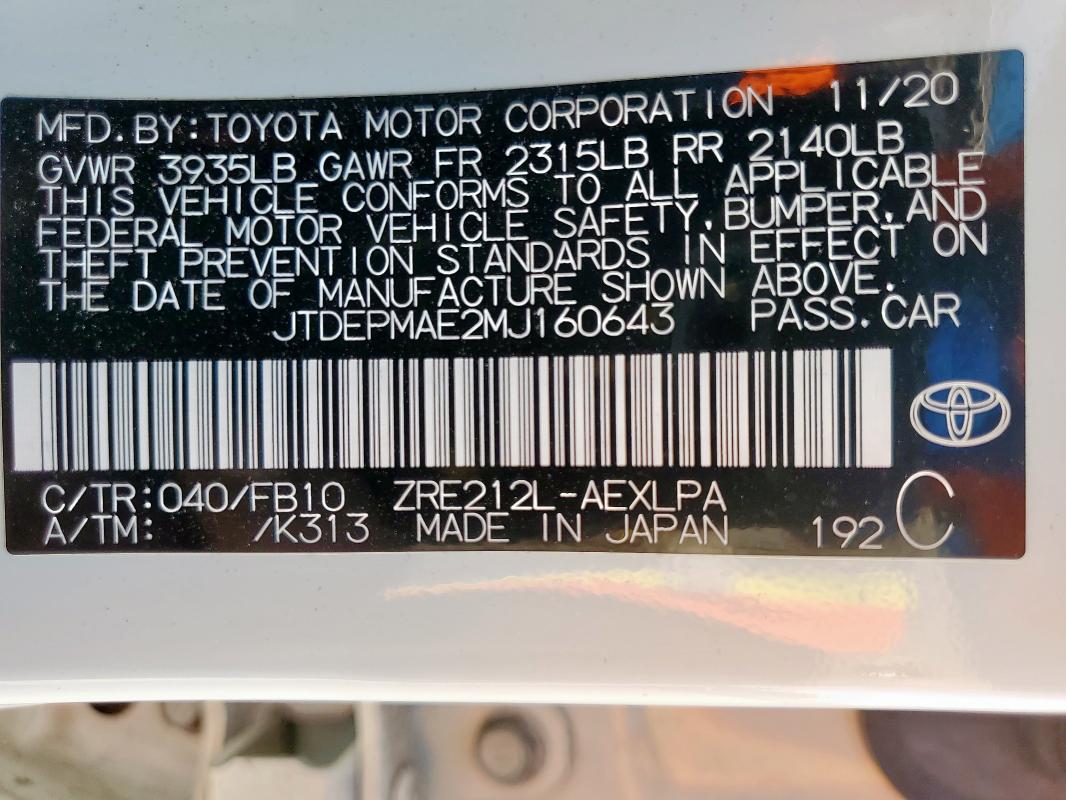 MFD. BY: TOYOTA MOTOR CORPORATION 11/20
GVWR 3935LB GAWR FR 2315LB RR 2140LB
THIS VEHICLE CONFORMS TO ALL APPLICABLE
FEDERAL MOTOR VEHICLE SAFETY, BUMPER, AND
THEFT PREVENTION STANDARDS IN EFFECT ON
THE DATE OF MANUFACTURE SHOWN ABOVE.
JTDEPMAE2MJ160643 PASS. CAR
C/TR: 040/FB10 ZRE212L-AEXLPA
A/TM: /K313 MADE IN JAPAN 192 C